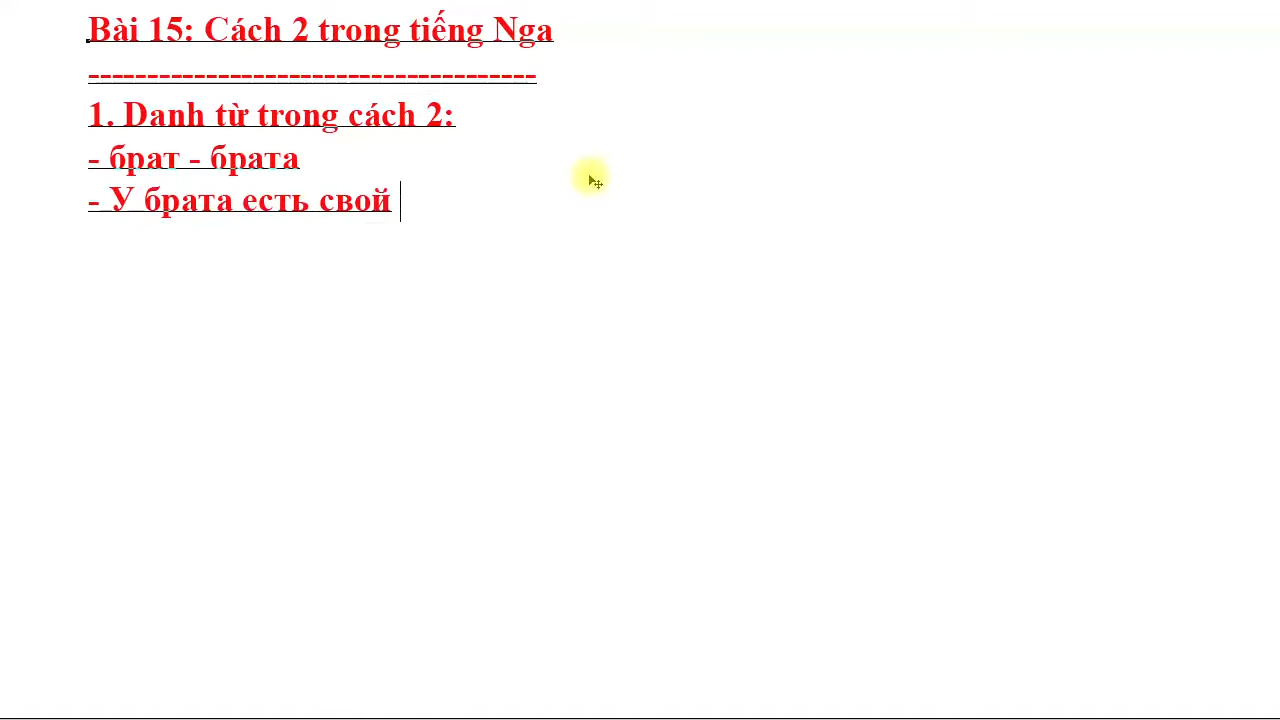 Bài 15: Cách 2 trong tiếng Nga
--------------------------------------
1. Danh từ trong cách 2:
- брат - брата
- У брата есть свой